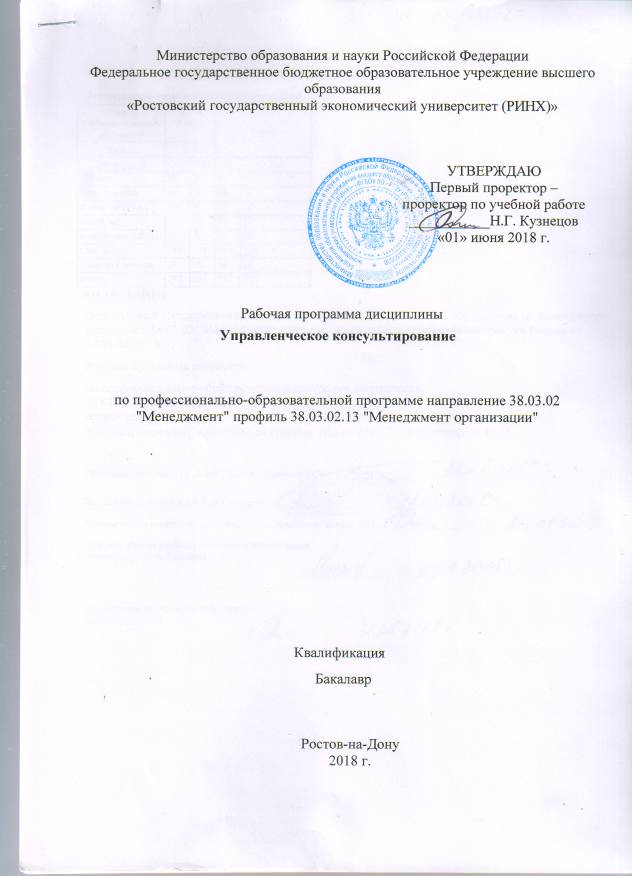 Министерство образования и науки Российской Федерации
Федеральное государственное бюджетное образовательное учреждение высшего
образования
«Ростовский государственный экономический университет (РИНХ)»
УТВЕРЖДАЮ
Первый проректор –
проректор по учебной работе
Н.Г. Кузнецов
«01» июня 2018 г.
Рабочая программа дисциплины
Управленческое консультирование
по профессионально-образовательной программе направление 38.03.02
"Менеджмент" профиль 38.03.02.13 "Менеджмент организации"
Квалификация
Бакалавр
Ростов-на-Дону
2018 г.